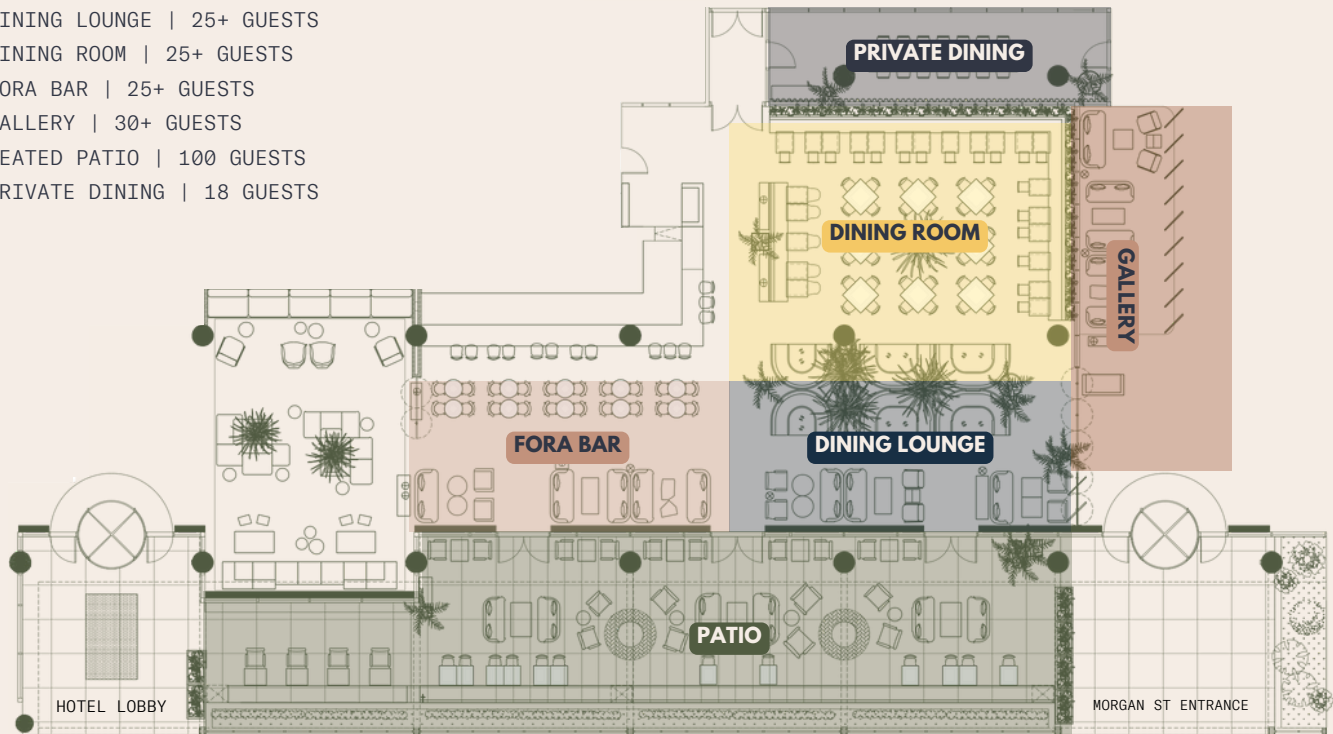 INING LOUNGE | 25+ GUESTS
INING ROOM | 25+ GUESTS
ORA BAR | 25+ GUESTS
ALLERY | 30+ GUESTS
EATED PATIO | 100 GUESTS
RIVATE DINING | 18 GUESTS
PRIVATE DINING
DINING ROOM
GALLERY
FORA BAR
DINING LOUNGE
PATIO
HOTEL LOBBY
MORGAN ST ENTRANCE